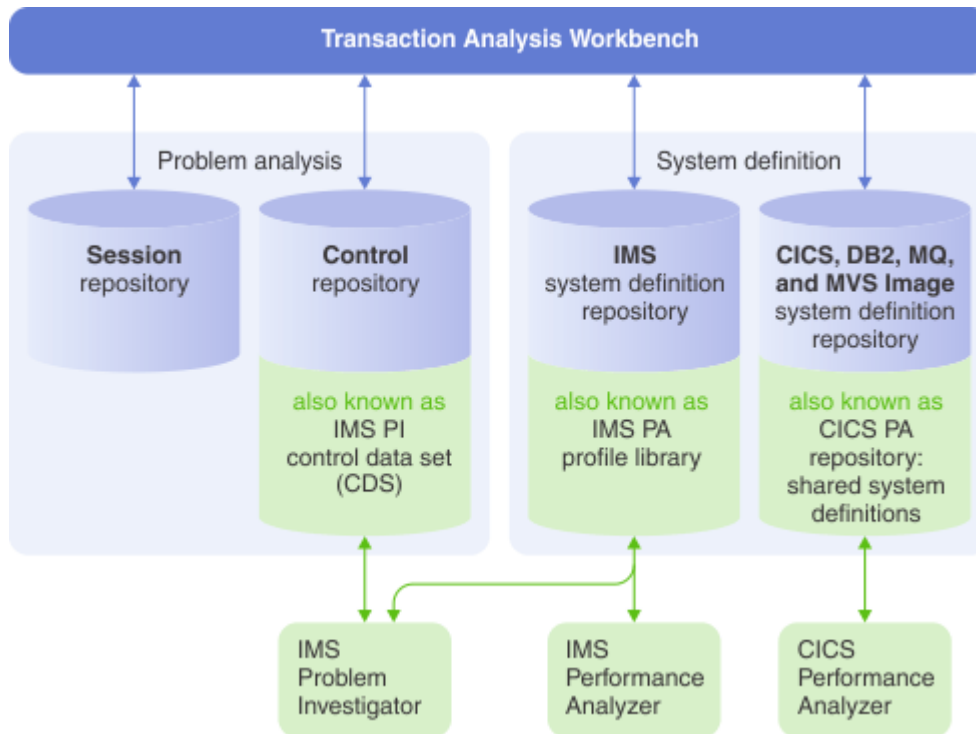 Transaction Analysis Workbench
Problem analysis
System definition
Session
repository
Control
repository
IMS
system definition
repository
CICS, DB2, MQ,
and MVS Image
system definition
repository
also known as
IMS PI
control data set
(CDS)
also known as
IMS PA
profile library
also known as
CICS PA
repository:
shared system
definitions
IMS
Problem
Investigator
IMS
Performance
Analyzer
CICS
Performance
Analyzer